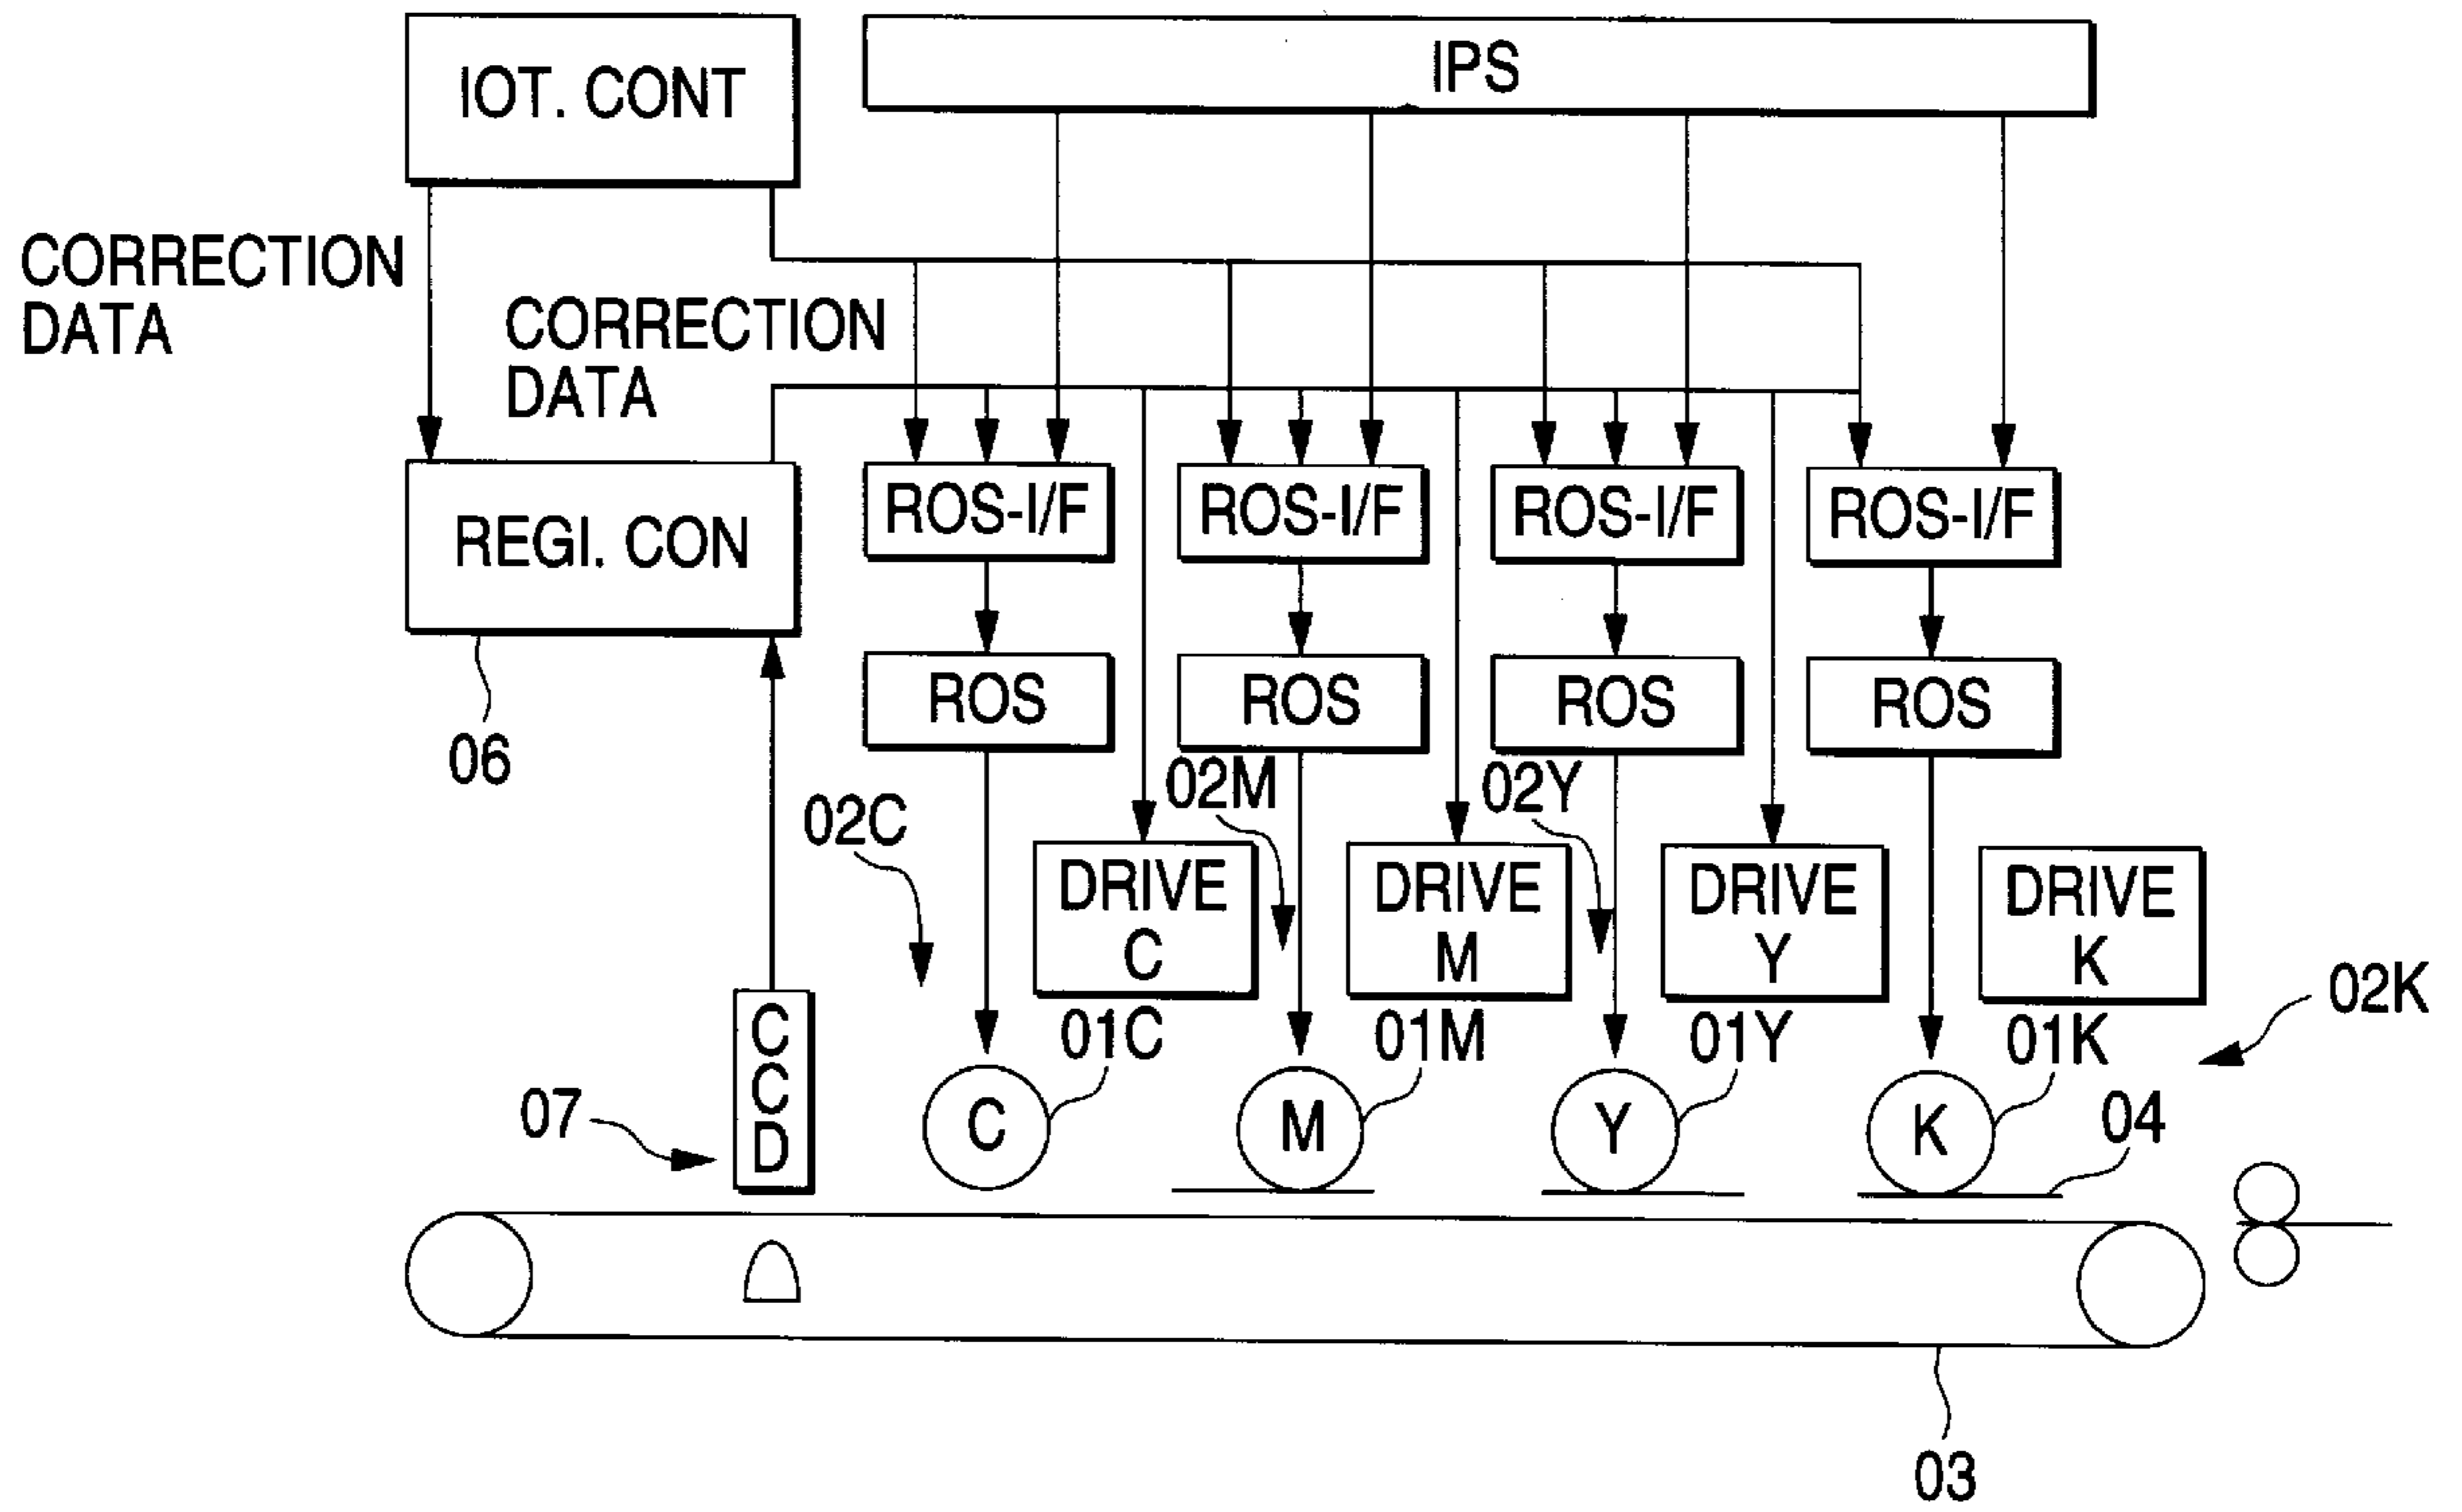 IOT. CONT
IPS
CORRECTION
DATA
CORRECTION
DATA
REGI. CON
ROS-I/F
ROS-I/F
ROS-I/F
ROS-I/F
ROS
ROS
ROS
ROS
06
02C
02M
02Y
DRIVE
C
DRIVE
M
DRIVE
Y
DRIVE
K
02K
C
C
D
01C
01M
01Y
01K
07
C
M
Y
K
04
03